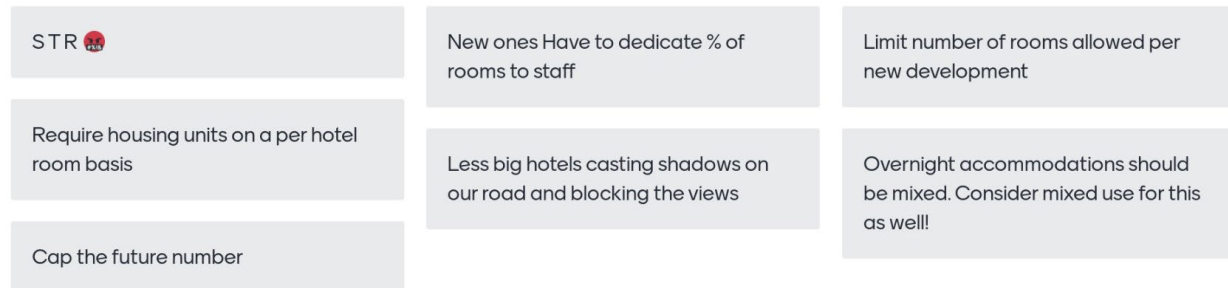 STR 🤬
Require housing units on a per hotel
room basis
Cap the future number
New ones Have to dedicate % of
rooms to staff
Less big hotels casting shadows on
our road and blocking the views
Limit number of rooms allowed per
new development
Overnight accommodations should
be mixed. Consider mixed use for this
as well!